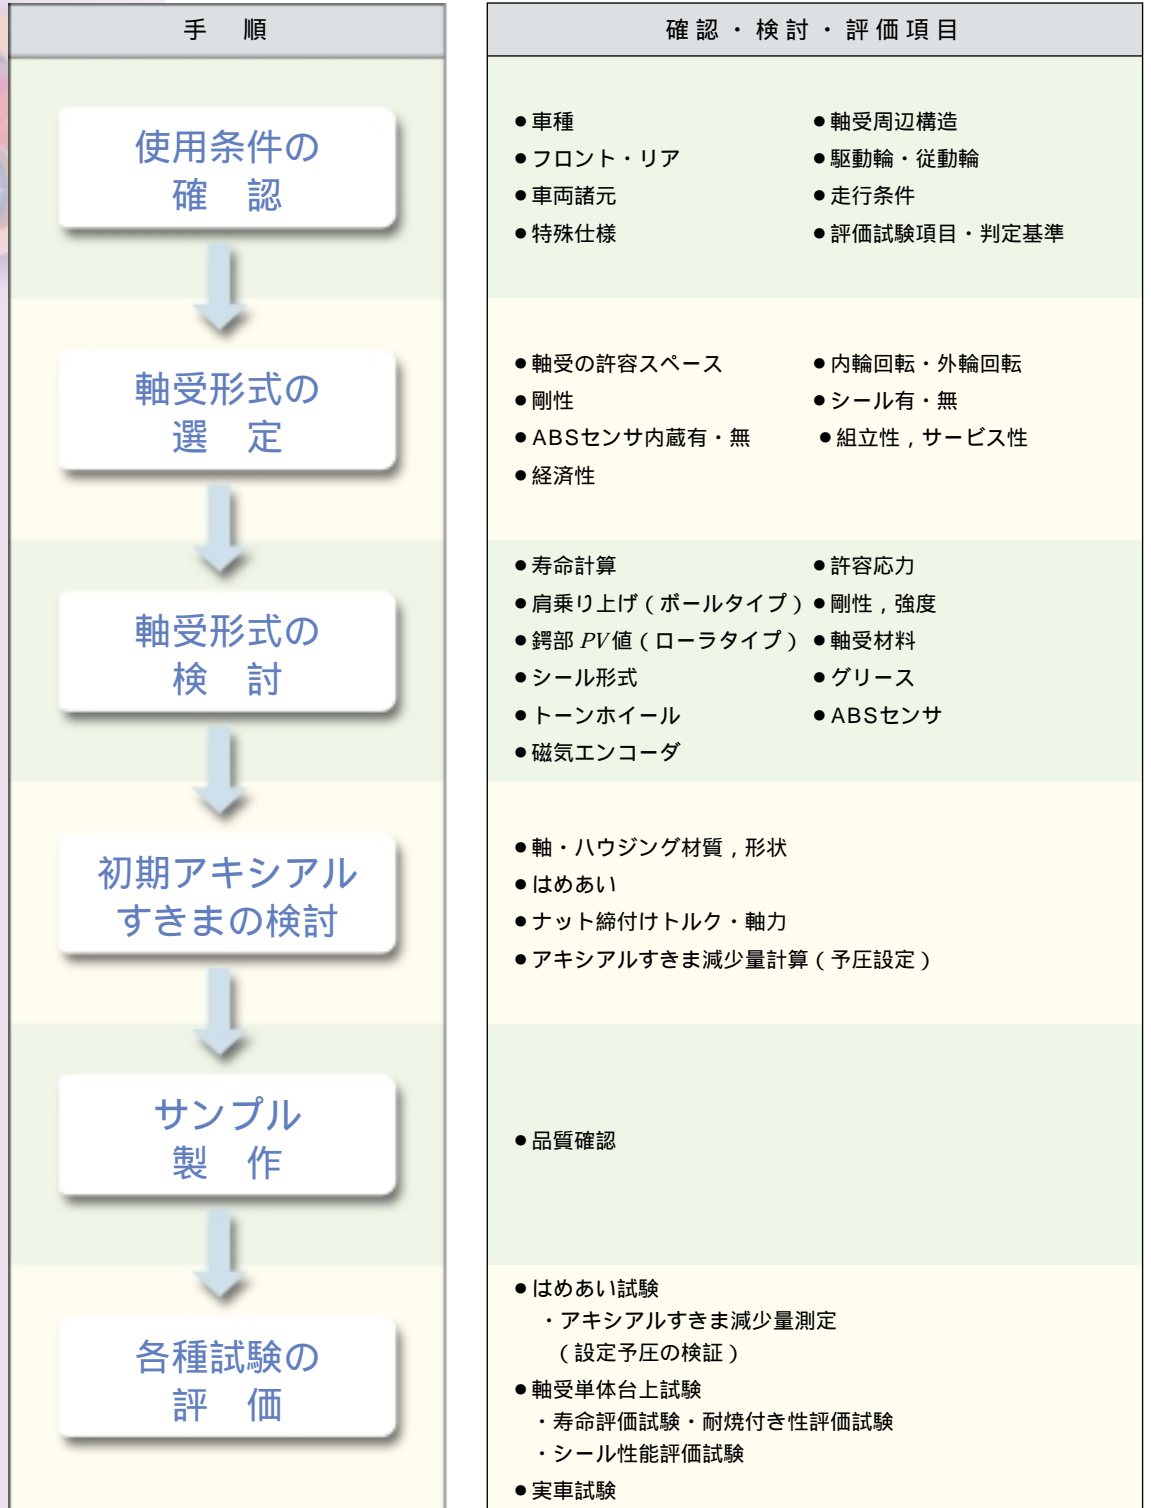 手　順
確認・検討・評価項目
使用条件の
確　認
●車種
●軸受周辺構造
●フロント・リア
●駆動輪・従動輪
●車両諸元
●走行条件
●特殊仕様
●評価試験項目・判定基準
軸受形式の
選　定
●軸受の許容スペース
●内輪回転・外輪回転
●剛性
●シール有・無
●ABSセンサ内蔵有・無
●組立性，サービス性
●経済性
軸受形式の
検　討
●寿命計算
●許容応力
●肩乗り上げ（ボールタイプ）
●剛性，強度
●鍔部 PV値（ローラタイプ）
●軸受材料
●シール形式
●グリース
●トーンホイール
●ABSセンサ
●磁気エンコーダ
初期アキシアル
すきまの検討
●軸・ハウジング材質，形状
●はめあい
●ナット締付けトルク・軸力
●アキシアルすきま減少量計算（予圧設定）
サンプル
製　作
●品質確認
各種試験の
評　価
●はめあい試験
・アキシアルすきま減少量測定
（設定予圧の検証）
●軸受単体台上試験
・寿命評価試験・耐焼付き性評価試験
・シール性能評価試験
●実車試験